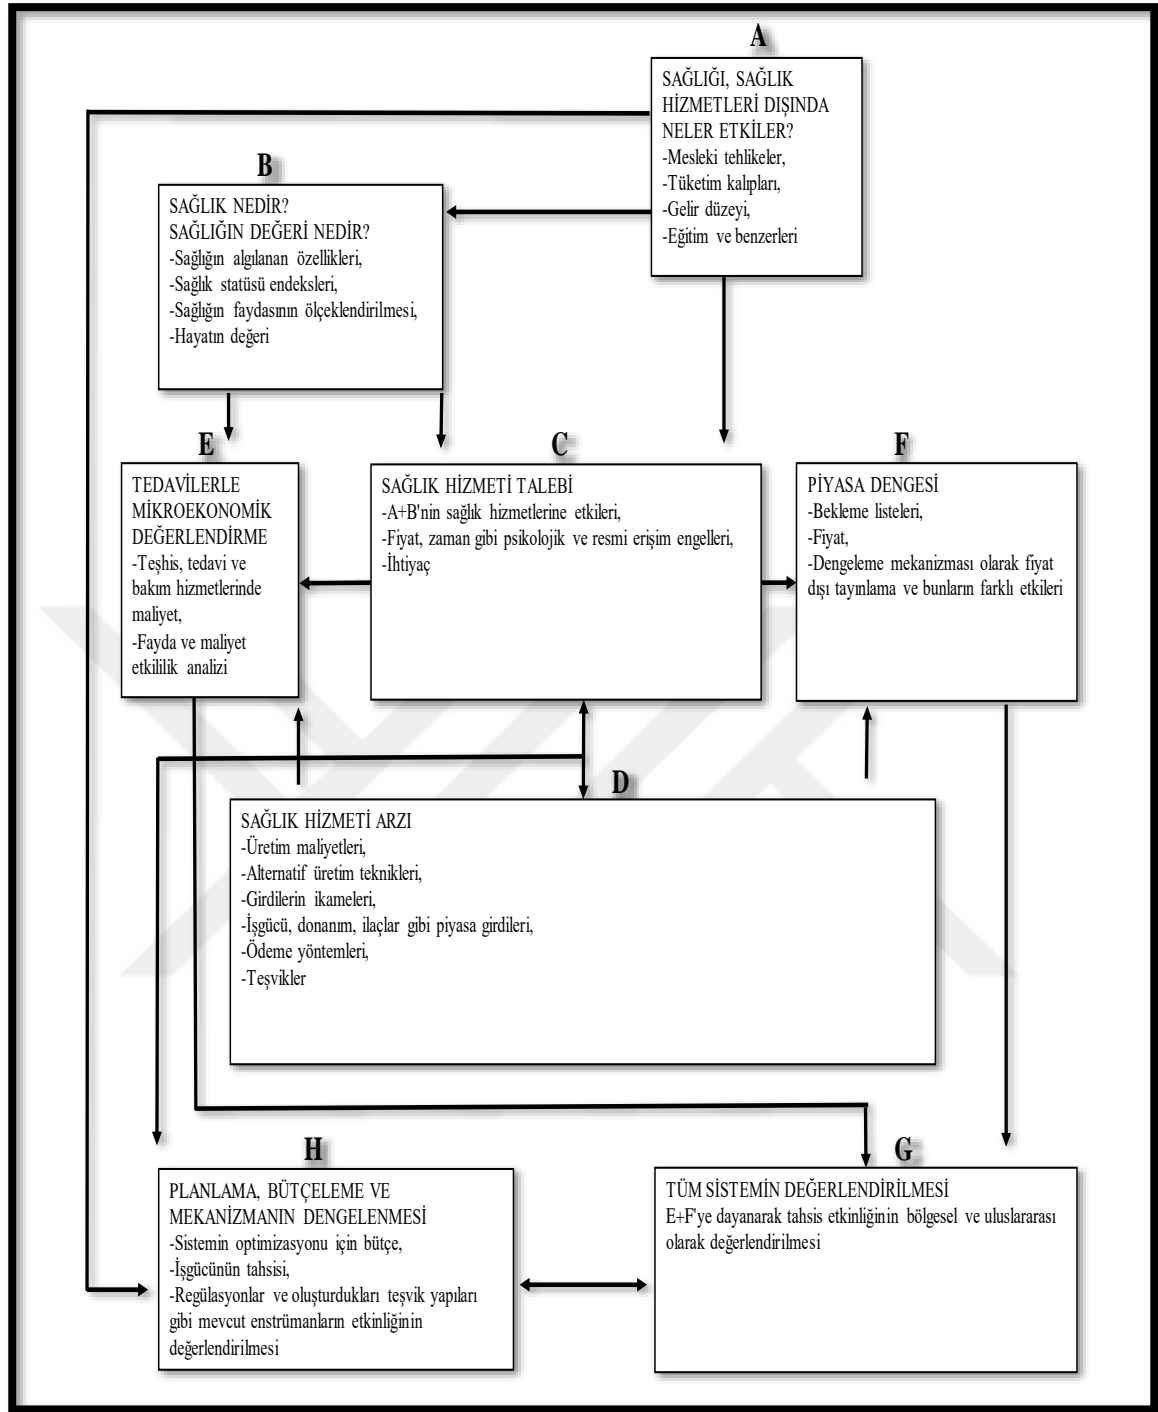 A
SAĞLIĞI, SAĞLIK
HİZMETLERİ DIŞINDA
NELER ETKİLER?
-Mesleki tehlikeler,
-Tüketim kalıpları,
-Gelir düzeyi,
-Eğitim ve benzerleri
B
SAĞLIK NEDİR?
SAĞLIĞIN DEĞERİ NEDİR?
-Sağlığın algılanan özellikleri,
-Sağlık statüsü endeksleri,
-Sağlığın faydasının ölçeklendirilmesi,
-Hayatın değeri
E
TEDAVİLERLE
MİKROEKONOMİK
DEĞERLENDİRME
-Teşhis, tedavi ve
bakım hizmetlerinde
maliyet,
-Fayda ve maliyet
etkililik analizi
C
SAĞLIK HİZMETİ TALEBİ
-A+B'nin sağlık hizmetlerine etkileri,
-Fiyat, zaman gibi psikolojik ve resmi erişim engelleri,
-İhtiyaç
F
PİYASA DENGESİ
-Bekleme listeleri,
-Fiyat,
-Dengeleme mekanizması olarak fiyat
dışı tayınlama ve bunların farklı etkileri
D
SAĞLIK HİZMETİ ARZI
-Üretim maliyetleri,
-Alternatif üretim teknikleri,
-Girdilerin ikameleri,
-İşgücü, donanım, ilaçlar gibi piyasa girdileri,
-Ödeme yöntemleri,
-Teşvikler
H
PLANLAMA, BÜTÇELEME VE
MEKANİZMANIN DENGELENMESİ
-Sistemin optimizasyonu için bütçe,
-İşgücünün tahsisi,
-Regülasyonlar ve oluşturdukları teşvik yapıları
gibi mevcut enstrümanların etkinliğinin
değerlendirilmesi
G
TÜM SİSTEMİN DEĞERLENDİRİLMESİ
E+F'ye dayanarak tahsis etkinliğinin bölgesel ve uluslararası
olarak değerlendirilmesi